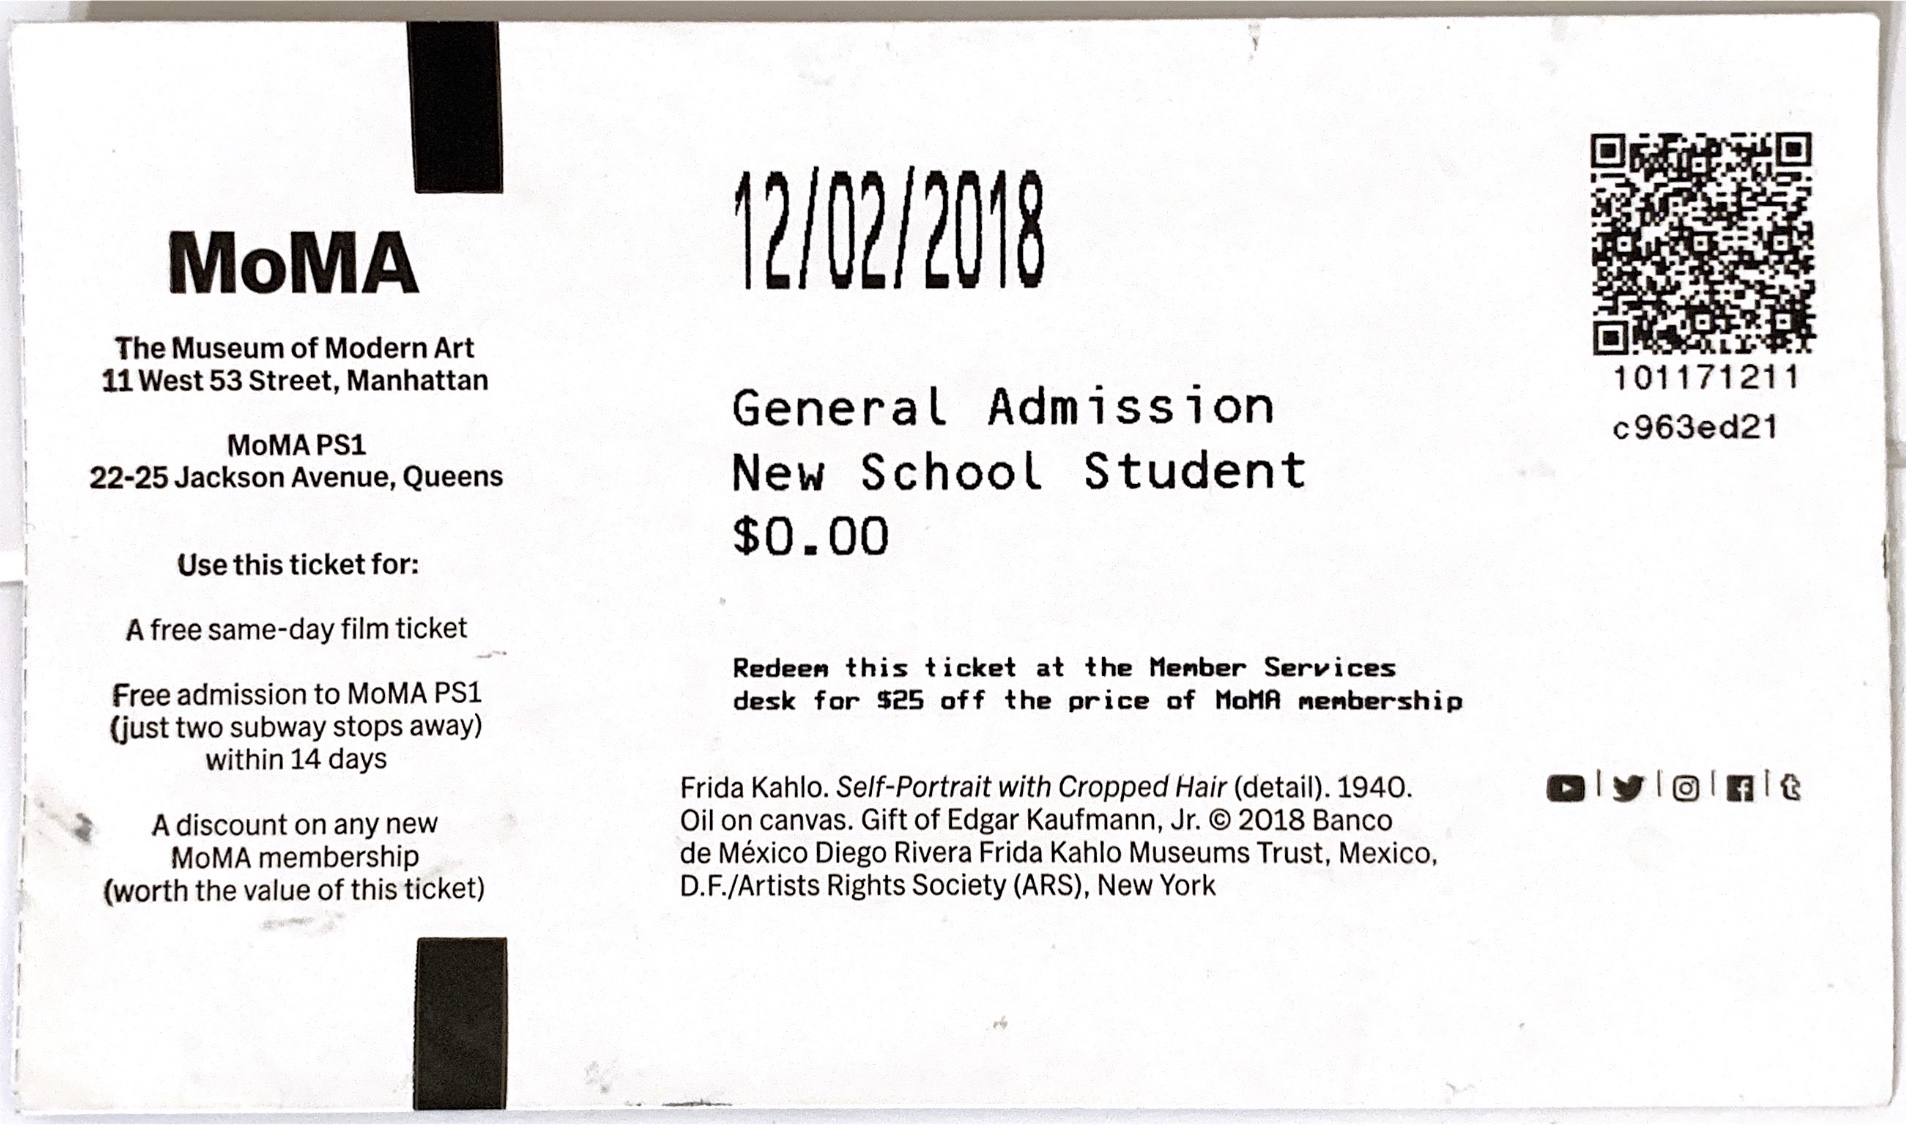 MoMA
The Museum of Modern Art
11 West 53 Street, Manhattan
MoMA PS1
22-25 Jackson Avenue, Queens
Use this ticket for:
A free same-day film ticket
Free admission to MoMA PS1
(just two subway stops away)
within 14 days
A discount on any new
MoMA membership
(worth the value of this ticket)
12/02/2018
General Admission
New School Student
$0.00
Redeem this ticket at the Member Services
desk for $25 off the price of MoMA membership
Frida Kahlo. Self-Portrait with Cropped Hair (detail). 1940.
Oil on canvas. Gift of Edgar Kaufmann, Jr. © 2018 Banco
de México Diego Rivera Frida Kahlo Museums Trust, Mexico,
D.F./Artists Rights Society (ARS), New York
101171211
c963ed21